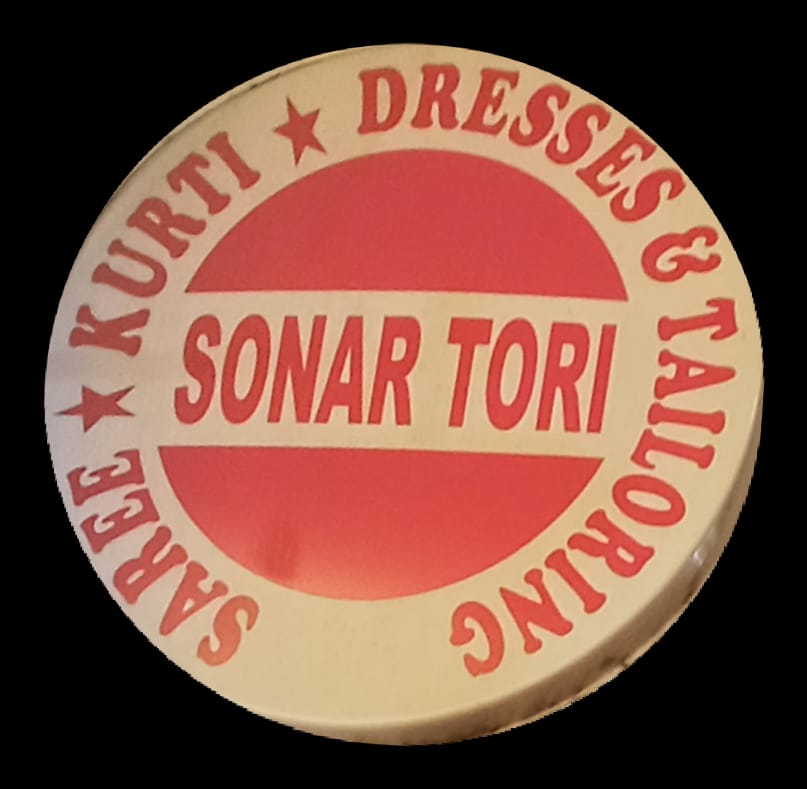 SAREE ★ KURTI ★ DRESSES & TAILORING
SONAR TORI